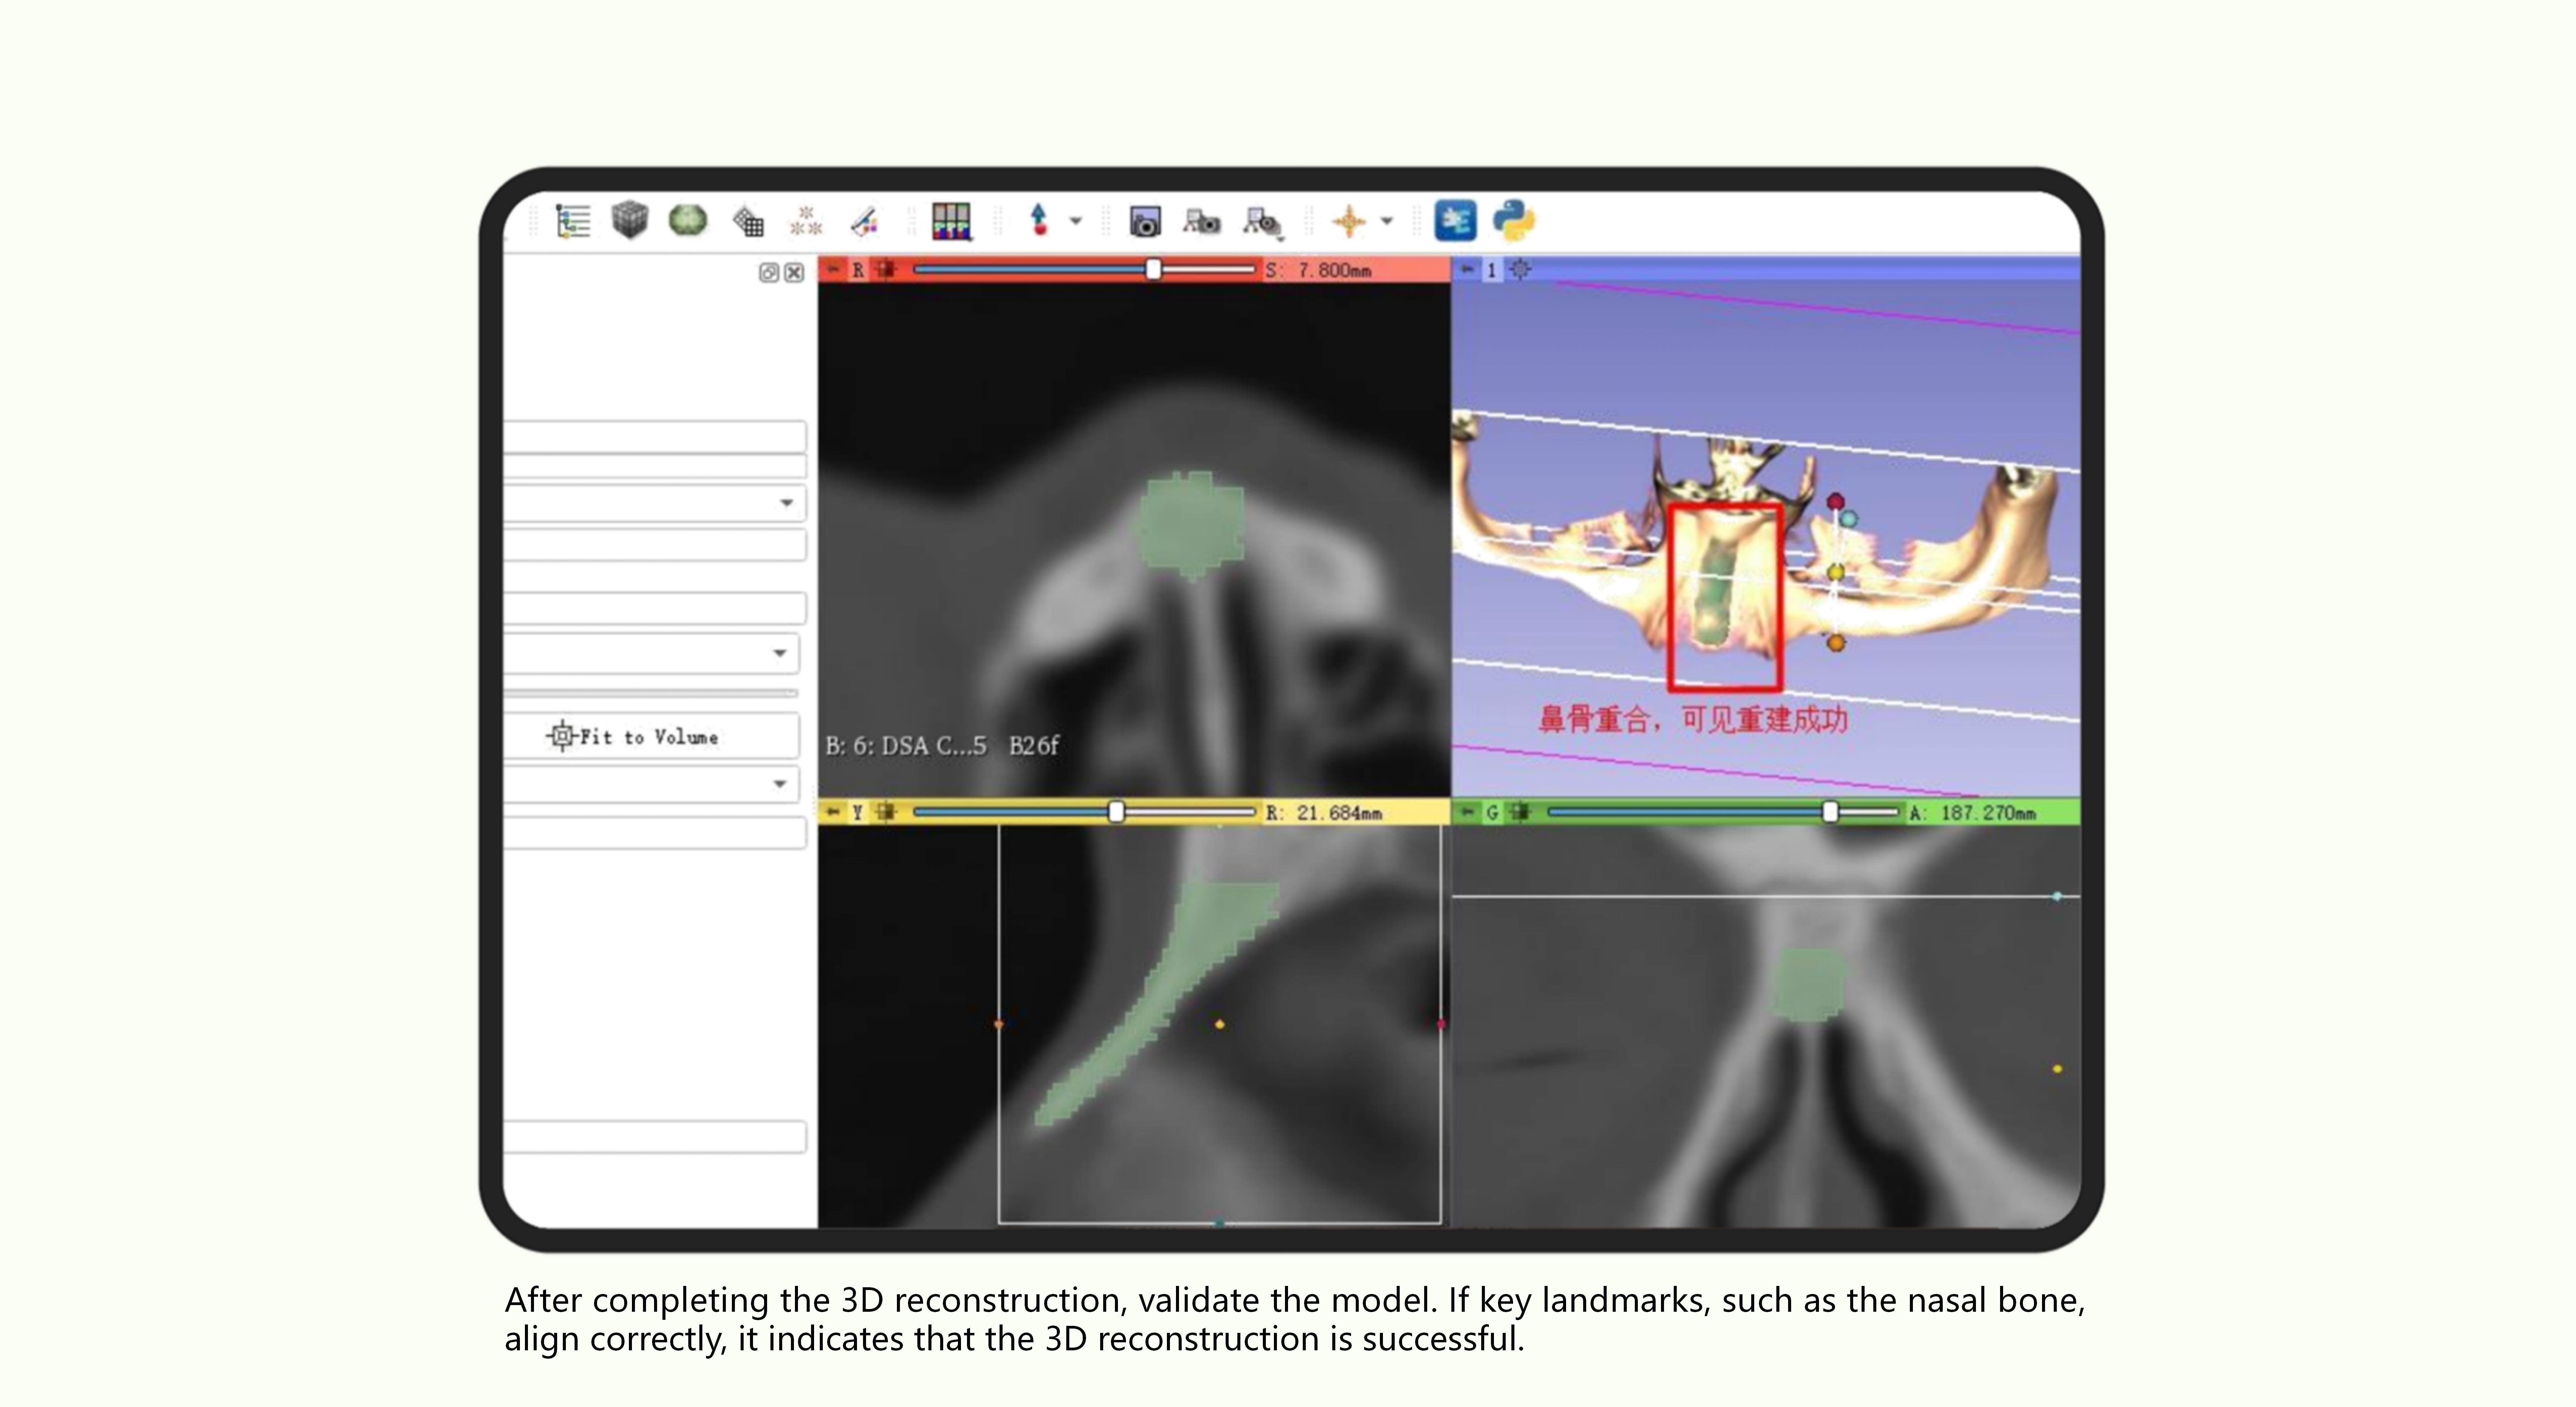 R S: 7.800mm
1
Fit to Volume
B: 6: DSA C...5 B26f
鼻骨重合，可见重建成功
Y R: 21.684mm
G A: 187.270mm
After completing the 3D reconstruction, validate the model. If key landmarks, such as the nasal bone,
align correctly, it indicates that the 3D reconstruction is successful.